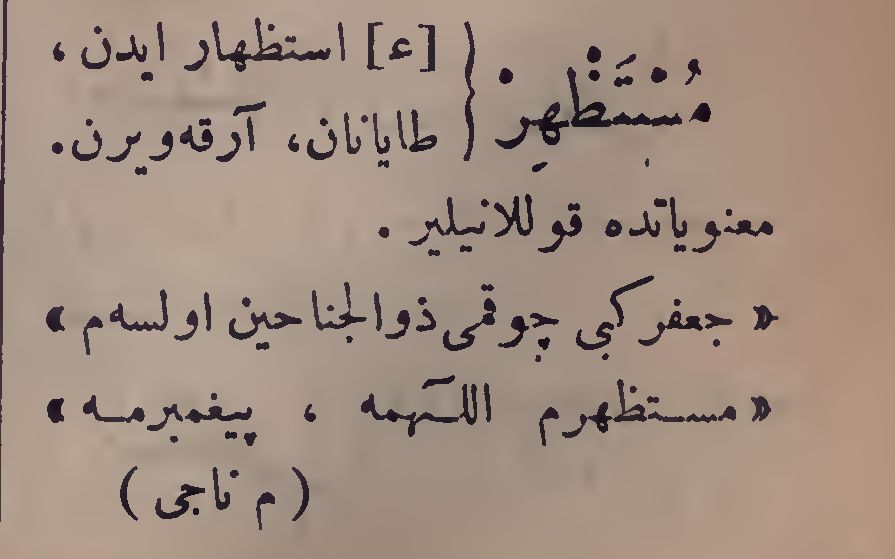 مُسْتَظْهِرْ { [ء] استظهار ایدن ،
طایانان، آرقه‌ویرن.
معنویاتده قوللانیلیر .
« جعفر کبی چوقمی ذوالجناحین اولسه‌م »
« مستظهرم اللٓهمه ، پیغمبرمه »
( م ناجی )